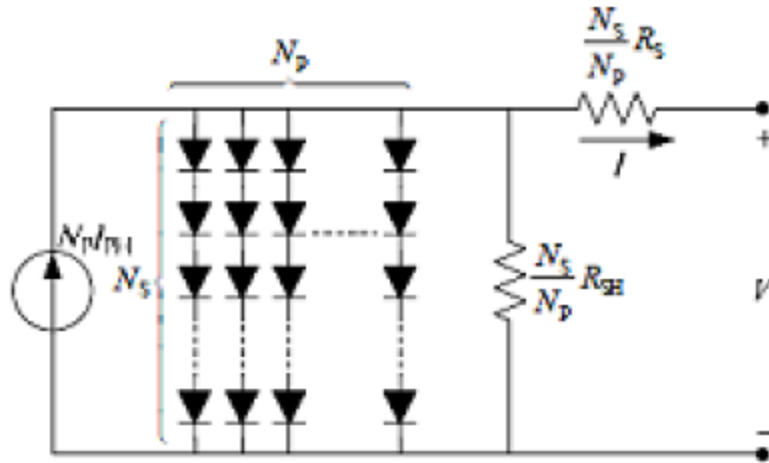 N_P
N_S/N_P R_S
I
+
N_P I_PH
N_S
N_S/N_P R_SH
V
−